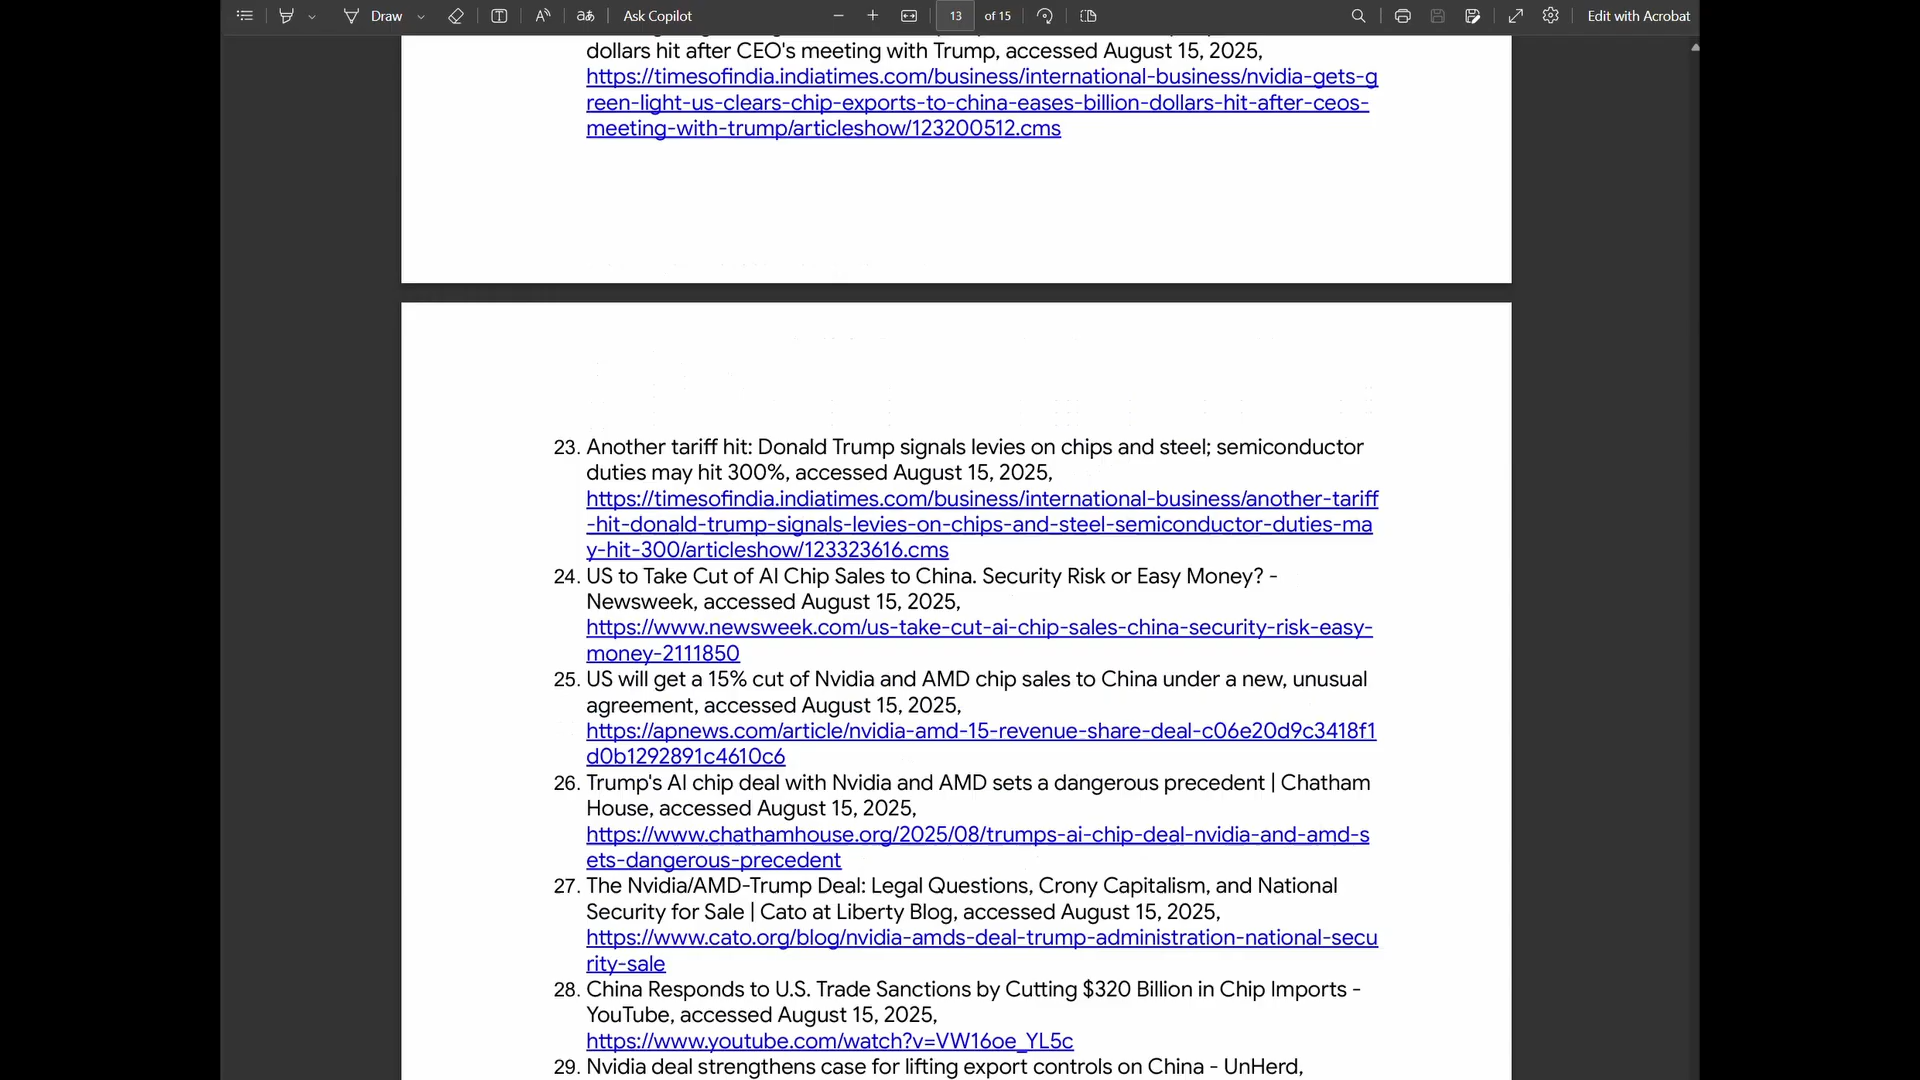 Draw
Ask Copilot
13 of 15
Edit with Acrobat
dollars hit after CEO's meeting with Trump, accessed August 15, 2025,
https://timesofindia.indiatimes.com/business/international-business/nvidia-gets-g
reen-light-us-clears-chip-exports-to-china-eases-billion-dollars-hit-after-ceos-
meeting-with-trump/articleshow/123200512.cms
23. Another tariff hit: Donald Trump signals levies on chips and steel; semiconductor
duties may hit 300%, accessed August 15, 2025,
https://timesofindia.indiatimes.com/business/international-business/another-tariff
-hit-donald-trump-signals-levies-on-chips-and-steel-semiconductor-duties-ma
y-hit-300/articleshow/123323616.cms
24. US to Take Cut of AI Chip Sales to China. Security Risk or Easy Money? -
Newsweek, accessed August 15, 2025,
https://www.newsweek.com/us-take-cut-ai-chip-sales-china-security-risk-easy-
money-2111850
25. US will get a 15% cut of Nvidia and AMD chip sales to China under a new, unusual
agreement, accessed August 15, 2025,
https://apnews.com/article/nvidia-amd-15-revenue-share-deal-c06e20d9c3418f1
d0b1292891c4610c6
26. Trump's AI chip deal with Nvidia and AMD sets a dangerous precedent | Chatham
House, accessed August 15, 2025,
https://www.chathamhouse.org/2025/08/trumps-ai-chip-deal-nvidia-and-amd-s
ets-dangerous-precedent
27. The Nvidia/AMD-Trump Deal: Legal Questions, Crony Capitalism, and National
Security for Sale | Cato at Liberty Blog, accessed August 15, 2025,
https://www.cato.org/blog/nvidia-amds-deal-trump-administration-national-secu
rity-sale
28. China Responds to U.S. Trade Sanctions by Cutting $320 Billion in Chip Imports -
YouTube, accessed August 15, 2025,
https://www.youtube.com/watch?v=VW16oe_YL5c
29. Nvidia deal strengthens case for lifting export controls on China - UnHerd,